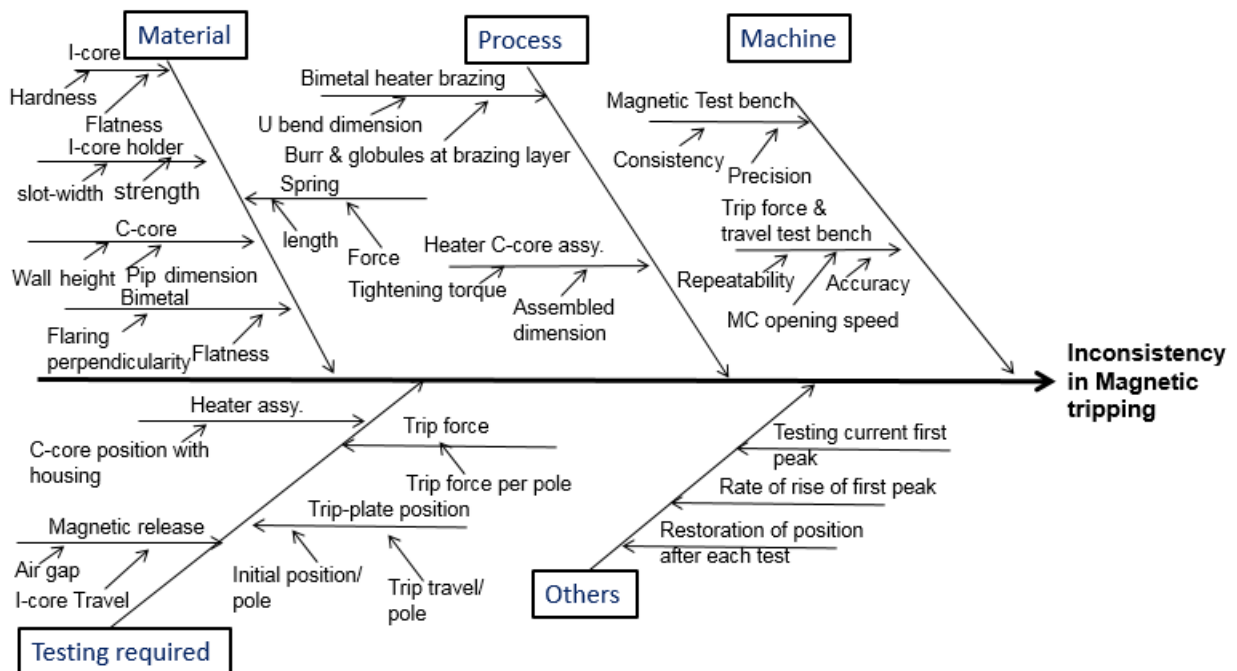 Material
Process
Machine
I-core
Hardness
Flatness
I-core holder
slot-width
strength
C-core
Wall height
Pip dimension
Bimetal
Flaring
perpendicularity
Flatness
Spring
length
Force
Bimetal heater brazing
U bend dimension
Burr & globules at brazing layer
Heater C-core assy.
Tightening torque
Assembled
dimension
Magnetic Test bench
Consistency
Precision
Trip force &
travel test bench
Repeatability
Accuracy
MC opening speed
Inconsistency
in Magnetic
tripping
Heater assy.
C-core position with
housing
Trip force
Trip force per pole
Magnetic release
Air gap
I-core Travel
Trip-plate position
Initial position/
pole
Trip travel/
pole
Testing current first
peak
Rate of rise of first peak
Restoration of position
after each test
Others
Testing required